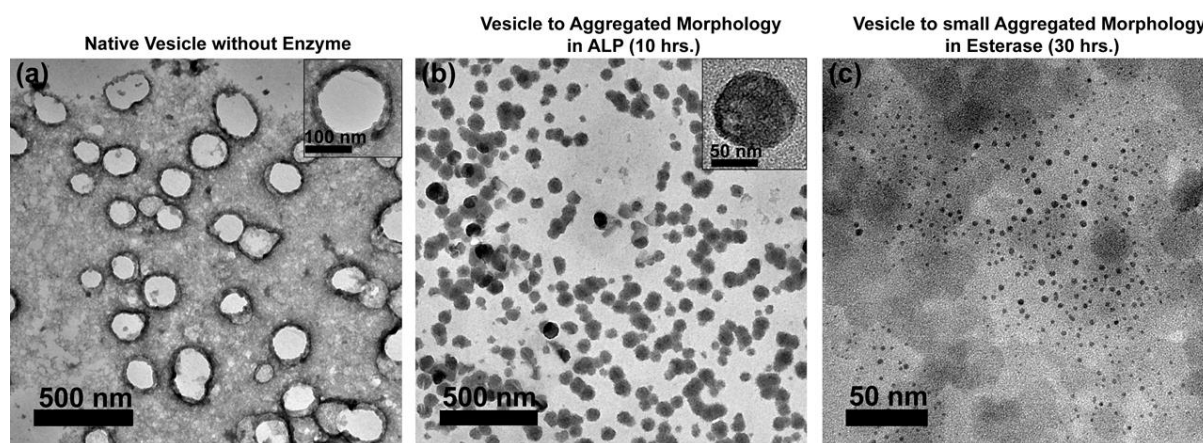 Native Vesicle without Enzyme
(a)
100 nm
500 nm
Vesicle to Aggregated Morphology
in ALP (10 hrs.)
(b)
50 nm
500 nm
Vesicle to small Aggregated Morphology
in Esterase (30 hrs.)
(c)
50 nm